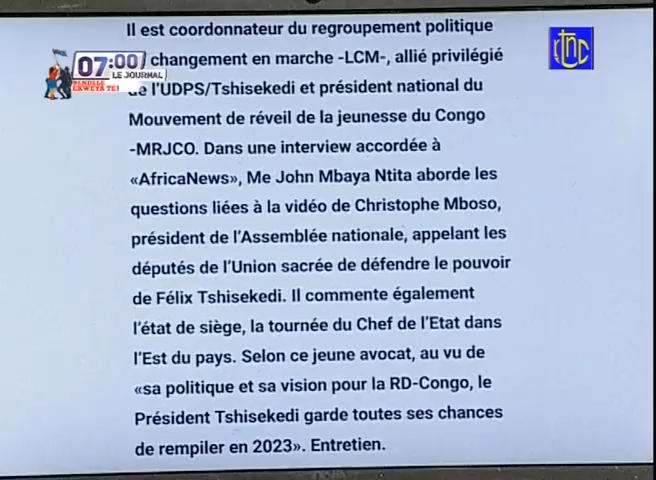 Il est coordonnateur du regroupement politique
changement en marche -LCM-, allié privilégié
de l'UDPS/Tshisekedi et président national du
Mouvement de réveil de la jeunesse du Congo
-MRJCO. Dans une interview accordée à
«AfricaNews», Me John Mbaya Ntita aborde les
questions liées à la vidéo de Christophe Mboso,
président de l'Assemblée nationale, appelant les
députés de l'Union sacrée de défendre le pouvoir
de Félix Tshisekedi. Il commente également
l'état de siège, la tournée du Chef de l'Etat dans
l'Est du pays. Selon ce jeune avocat, au vu de
«sa politique et sa vision pour la RD-Congo, le
Président Tshisekedi garde toutes ses chances
de rempiler en 2023». Entretien.
07:00
LE JOURNAL
BENDELE
EKWEYA TE!
rtnc